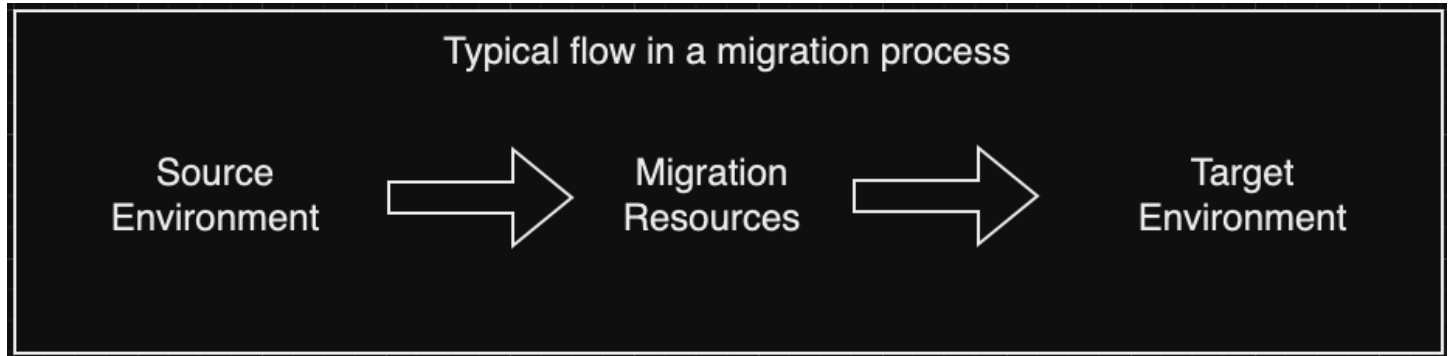 Typical flow in a migration process
Source
Environment
Migration
Resources
Target
Environment